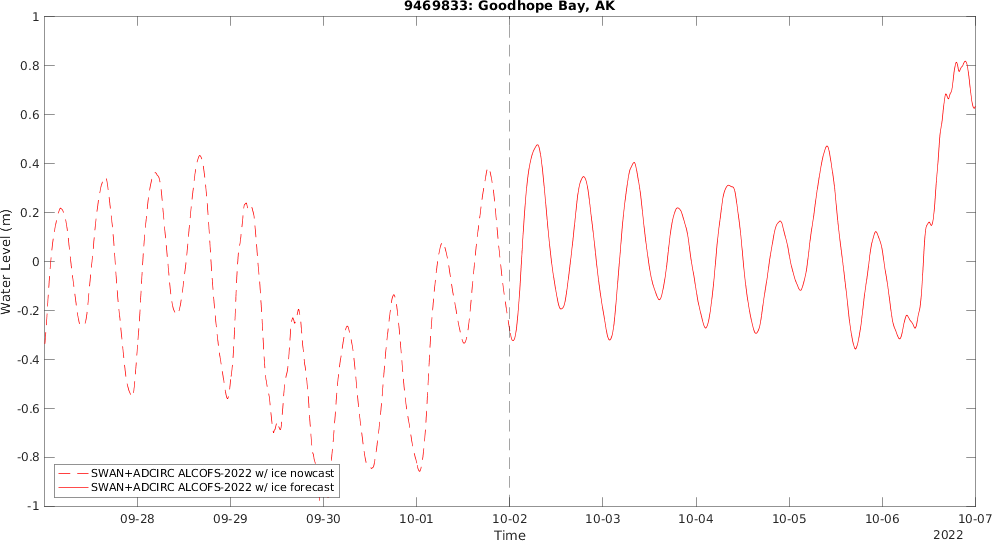 9469833: Goodhope Bay, AK
Water Level (m)
1
0.8
0.6
0.4
0.2
0
-0.2
-0.4
-0.6
-0.8
-1
SWAN+ADCIRC ALCOFS-2022 w/ ice nowcast
SWAN+ADCIRC ALCOFS-2022 w/ ice forecast
09-28 09-29 09-30 10-01 10-02 10-03 10-04 10-05 10-06 10-07
Time
2022